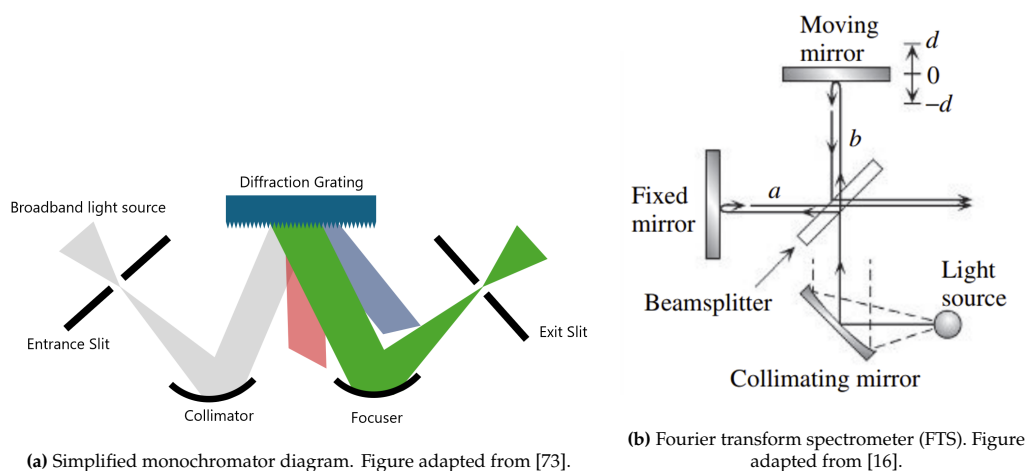 Diffraction Grating
Broadband light source
Entrance Slit
Exit Slit
Collimator
Focuser
(a) Simplified monochromator diagram. Figure adapted from [73].
Moving
mirror
d
0
−d
b
a
Fixed
mirror
Beamsplitter
Light
source
Collimating mirror
(b) Fourier transform spectrometer (FTS). Figure
adapted from [16].